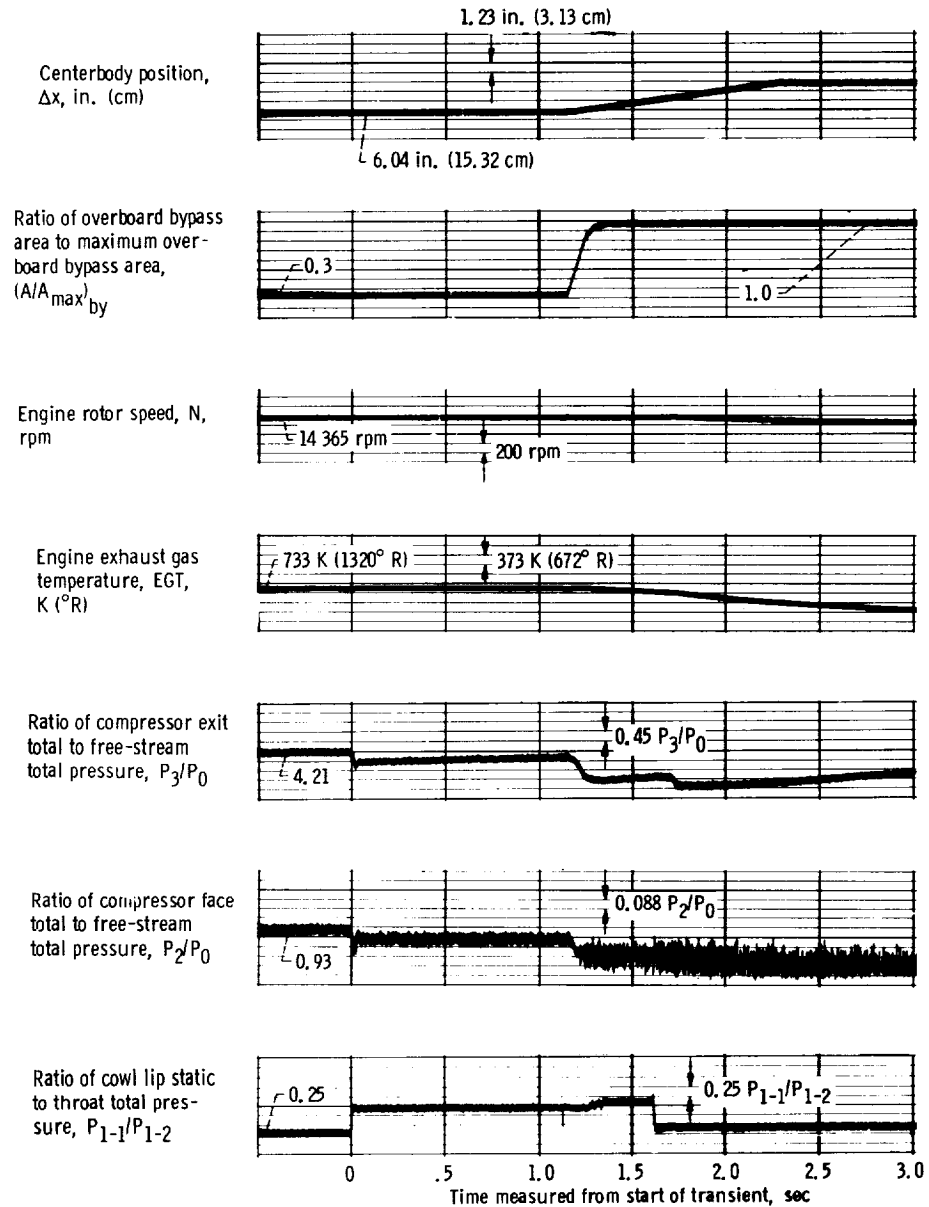 1.23 in. (3.13 cm)
Centerbody position,
Δx, in. (cm)
6.04 in. (15.32 cm)
Ratio of overboard bypass
area to maximum over-
board bypass area,
(A/Amax)by
0.3
1.0
Engine rotor speed, N,
rpm
14 365 rpm
200 rpm
Engine exhaust gas
temperature, EGT,
K (°R)
733 K (1320° R)
373 K (672° R)
Ratio of compressor exit
total to free-stream
total pressure, P3/P0
4.21
0.45 P3/P0
Ratio of compressor face
total to free-stream
total pressure, P2/P0
0.93
0.088 P2/P0
Ratio of cowl lip static
to throat total pres-
sure, P1-1/P1-2
0.25
0.25 P1-1/P1-2
0 .5 1.0 1.5 2.0 2.5 3.0
Time measured from start of transient, sec